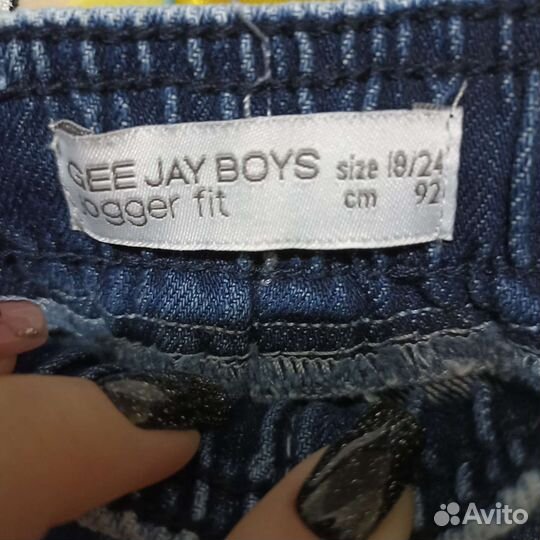 GEE JAY BOYS size 18/24
jogger fit cm 92
Avito